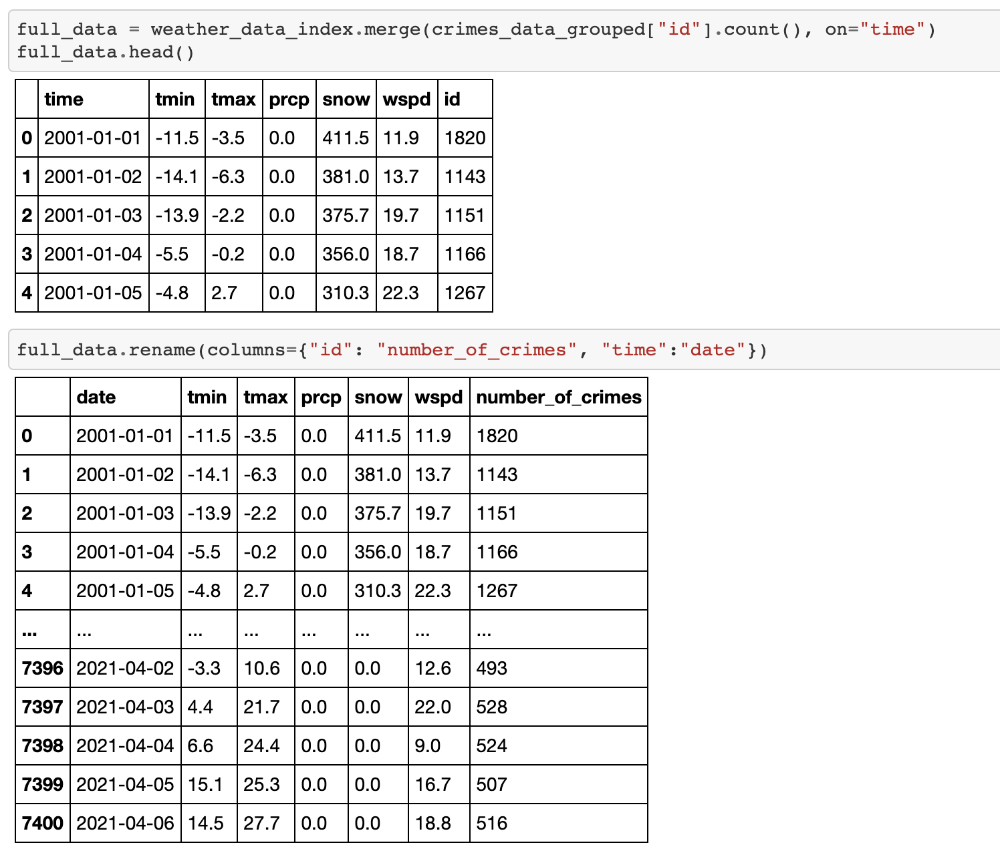 full_data = weather_data_index.merge(crimes_data_grouped["id"].count(), on="time")
full_data.head()
time tmin tmax prcp snow wspd id
0 2001-01-01 -11.5 -3.5 0.0 411.5 11.9 1820
1 2001-01-02 -14.1 -6.3 0.0 381.0 13.7 1143
2 2001-01-03 -13.9 -2.2 0.0 375.7 19.7 1151
3 2001-01-04 -5.5 -0.2 0.0 356.0 18.7 1166
4 2001-01-05 -4.8 2.7 0.0 310.3 22.3 1267
full_data.rename(columns={"id": "number_of_crimes", "time":"date"})
date tmin tmax prcp snow wspd number_of_crimes
0 2001-01-01 -11.5 -3.5 0.0 411.5 11.9 1820
1 2001-01-02 -14.1 -6.3 0.0 381.0 13.7 1143
2 2001-01-03 -13.9 -2.2 0.0 375.7 19.7 1151
3 2001-01-04 -5.5 -0.2 0.0 356.0 18.7 1166
4 2001-01-05 -4.8 2.7 0.0 310.3 22.3 1267
... ... ... ... ... ... ... ...
7396 2021-04-02 -3.3 10.6 0.0 0.0 12.6 493
7397 2021-04-03 4.4 21.7 0.0 0.0 22.0 528
7398 2021-04-04 6.6 24.4 0.0 0.0 9.0 524
7399 2021-04-05 15.1 25.3 0.0 0.0 16.7 507
7400 2021-04-06 14.5 27.7 0.0 0.0 18.8 516